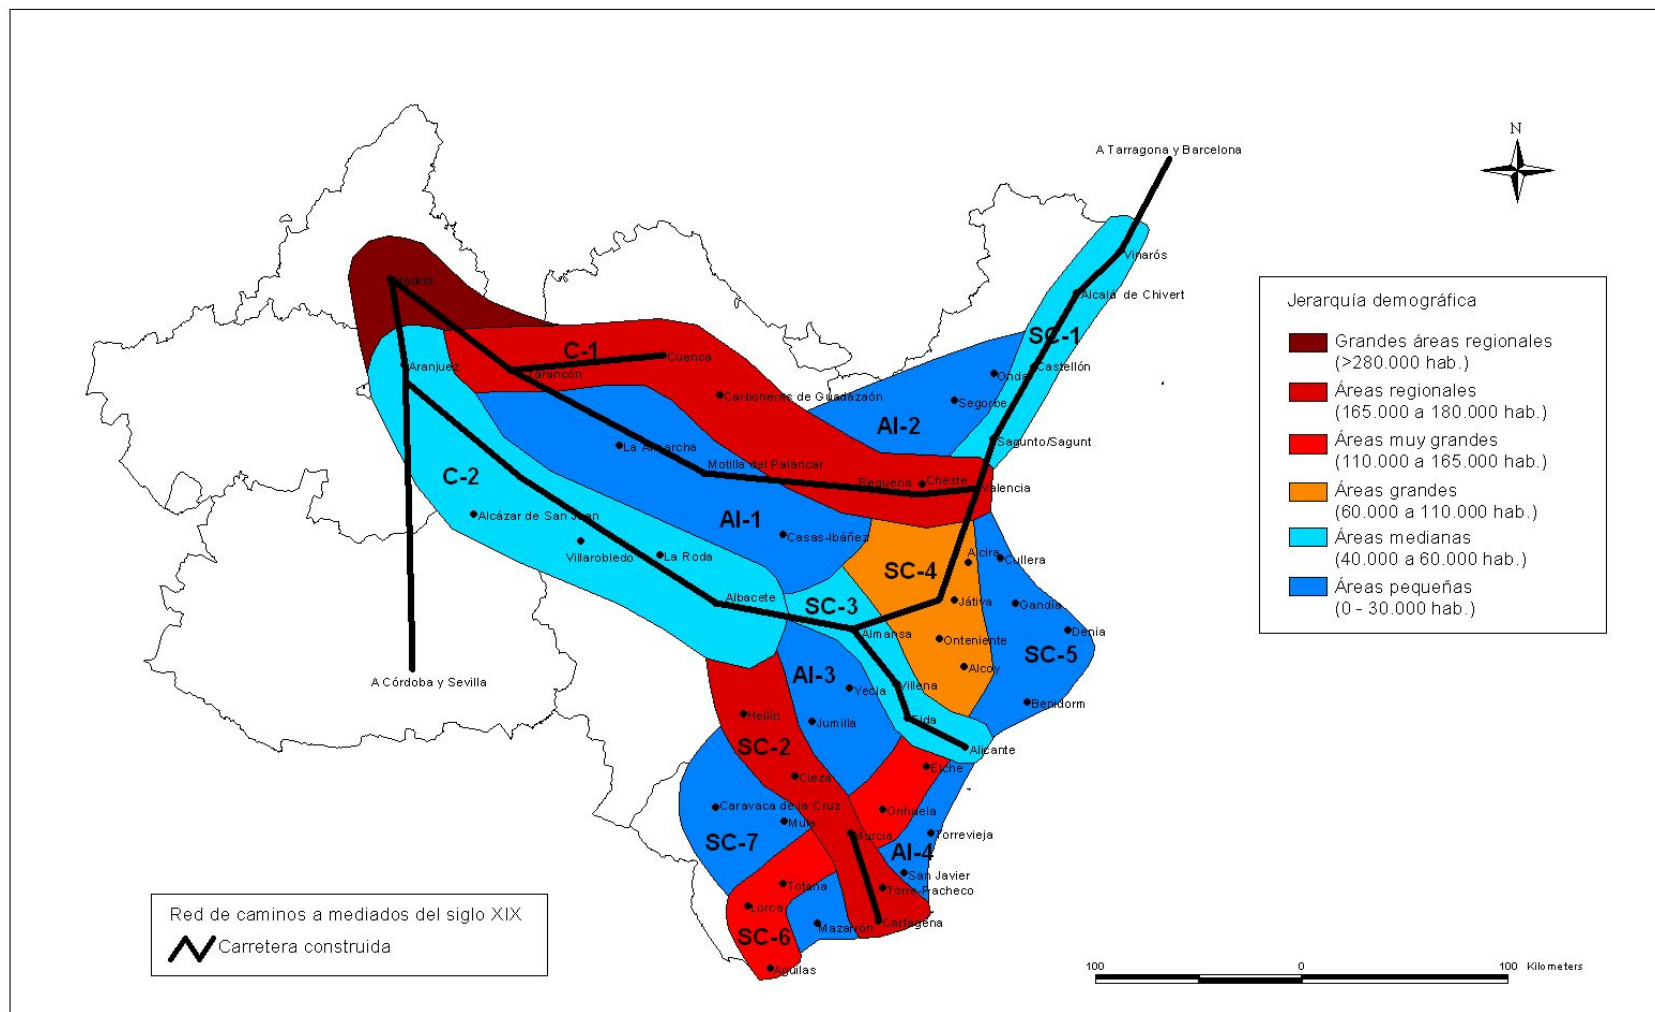 N
A Tarragona y Barcelona
Vinarós
Alcalá de Chivert
SC-1
Castellón
Onda
Segorbe
AI-2
Sagunto/Sagunt
Madrid
Aranjuez
C-1
Cuenca
Tarancón
Carboneras de Guadazaón
La Almarcha
Motilla del Palancar
Requena
Cheste
Valencia
C-2
Alcázar de San Juan
Villarobledo
La Roda
AI-1
Casas-Ibáñez
Albacete
SC-4
Alcira
Cullera
SC-3
Játiva
Gandia
Almansa
Onteniente
Denia
SC-5
Alcoy
Benidorm
A Córdoba y Sevilla
AI-3
Yecla
Villena
Jumilla
Elda
Alicante
Hellín
SC-2
Cieza
Elche
Orihuela
Caravaca de la Cruz
Mula
Murcia
Torrevieja
SC-7
AI-4
San Javier
Totana
Torre-Pacheco
Lorca
Mazarrón
Cartagena
SC-6
Aguilas
Jerarquía demográfica
Grandes áreas regionales
(>280.000 hab.)
Áreas regionales
(165.000 a 180.000 hab.)
Áreas muy grandes
(110.000 a 165.000 hab.)
Áreas grandes
(60.000 a 110.000 hab.)
Áreas medianas
(40.000 a 60.000 hab.)
Áreas pequeñas
(0 - 30.000 hab.)
Red de caminos a mediados del siglo XIX
Carretera construida
100 0 100 Kilometers